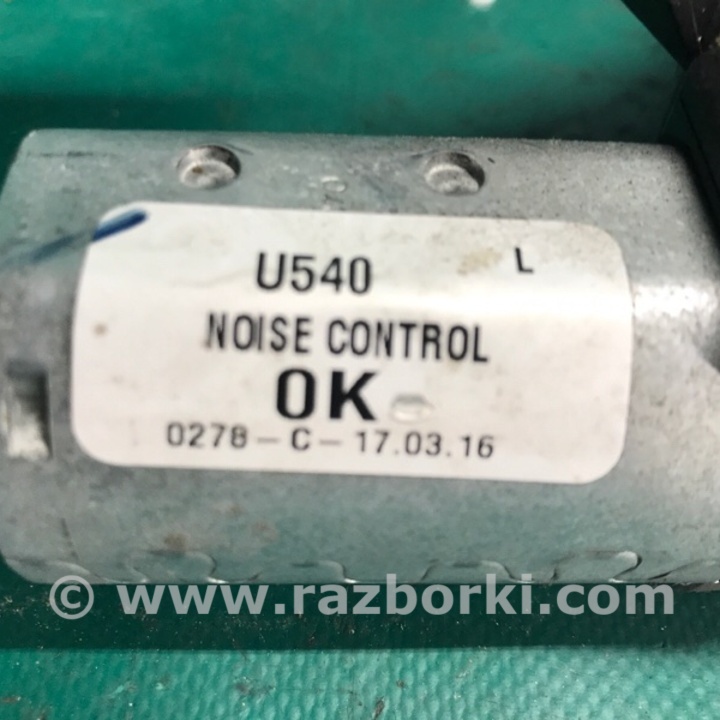 U540 L
NOISE CONTROL
OK
0278-C-17.03.16
© www.razborki.com